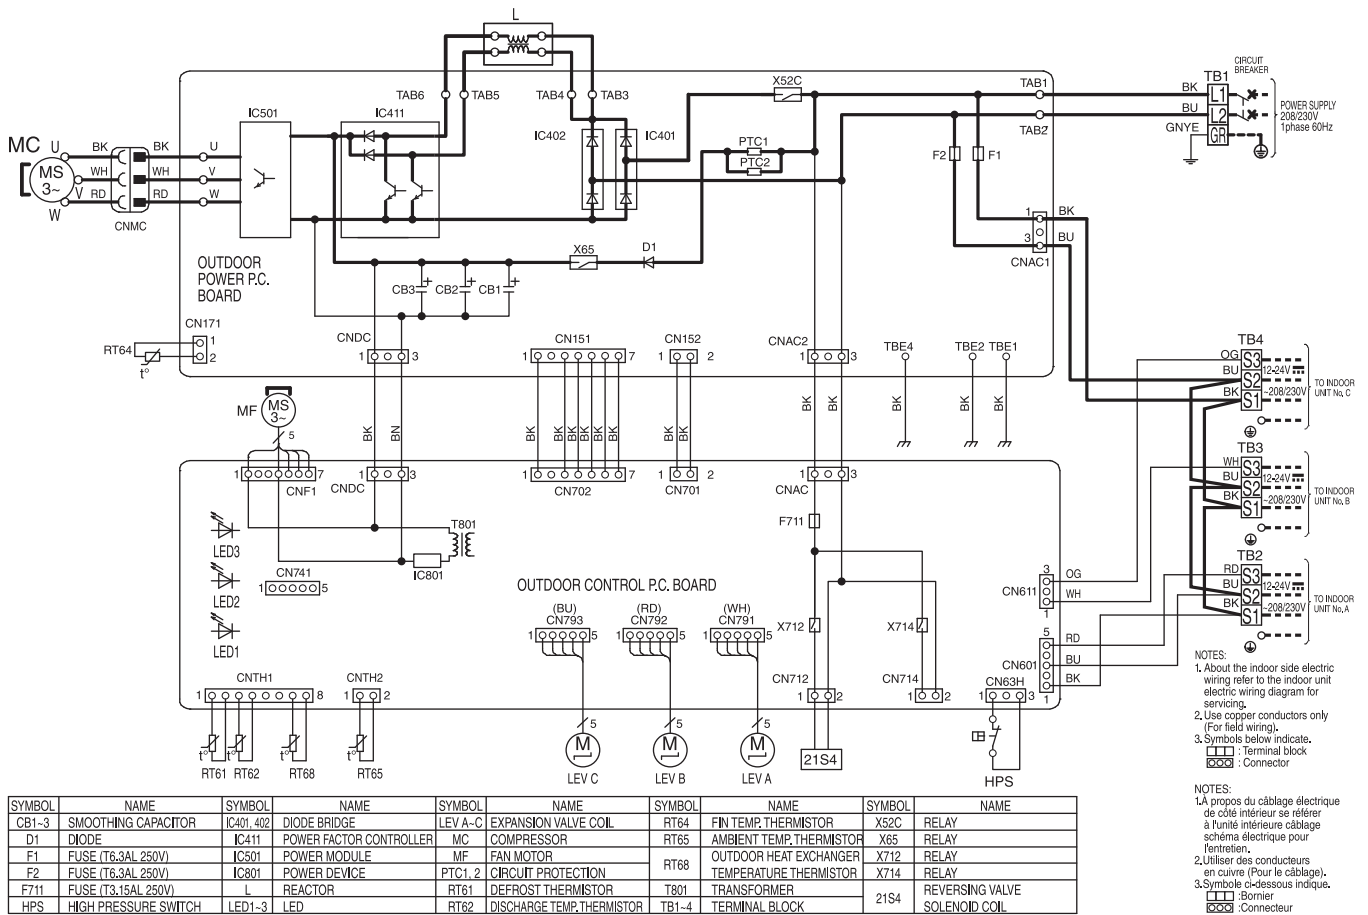 L
MC
U
V
W
MS
3~
BK
WH
RD
BK
WH
RD
U
V
W
CNMC
IC501
IC411
TAB6
TAB5
TAB4
TAB3
IC402
IC401
X52C
PTC1
PTC2
TAB1
TAB2
F2
F1
BK
BU
GNYE
TB1
L1
L2
GR
CIRCUIT
BREAKER
POWER SUPPLY
208/230V
1phase 60Hz
1
3
BK
BU
CNAC1
X65
D1
CB3
+
CB2
+
CB1
+
OUTDOOR
POWER P.C.
BOARD
CN171
1
2
RT64
t°
CNDC
1
3
CN151
1
7
CN152
1
2
CNAC2
1
3
TBE4
TBE2
TBE1
MF
MS
3~
5
BK
BN
BK
BK
BK
BK
BK
BK
BK
BK
BK
BK
BK
BK
BK
1
7
CNF1
CNDC
1
3
1
7
CN702
1
2
CN701
1
3
CNAC
TB4
OG
S3
BU
S2
BK
S1
12-24V
~208/230V
TO INDOOR
UNIT No. C
TB3
WH
S3
BU
S2
BK
S1
12-24V
~208/230V
TO INDOOR
UNIT No. B
TB2
RD
S3
BU
S2
BK
S1
12-24V
~208/230V
TO INDOOR
UNIT No. A
LED3
LED2
LED1
T801
IC801
CN741
1
5
F711
OUTDOOR CONTROL P.C. BOARD
(BU)
CN793
1
5
(RD)
CN792
1
5
(WH)
CN791
1
5
X712
X714
CN712
1
2
CN714
1
2
CN611
3
1
OG
WH
CN601
5
1
RD
BU
BK
CN63H
1
3
CNTH1
1
8
CNTH2
1
2
t°
t°
t°
t°
RT61
RT62
RT68
RT65
5
M
LEV C
5
M
LEV B
5
M
LEV A
21S4
HPS
NOTES:
1. About the indoor side electric
wiring refer to the indoor unit
electric wiring diagram for
servicing.
2. Use copper conductors only
(For field wiring).
3. Symbols below indicate.
: Terminal block
: Connector
NOTES:
1.À propos du câblage électrique
de côté intérieur se référer
à l'unité intérieure câblage
schéma électrique pour
l'entretien.
2.Utiliser des conducteurs
en cuivre (Pour le câblage).
3.Symbole ci-dessous indique.
:Bornier
:Connecteur
SYMBOL NAME SYMBOL NAME SYMBOL NAME SYMBOL NAME SYMBOL NAME
CB1~3 SMOOTHING CAPACITOR IC401, 402 DIODE BRIDGE LEV A~C EXPANSION VALVE COIL RT64 FIN TEMP. THERMISTOR X52C RELAY
D1 DIODE IC411 POWER FACTOR CONTROLLER MC COMPRESSOR RT65 AMBIENT TEMP. THERMISTOR X65 RELAY
F1 FUSE (T6.3AL 250V) IC501 POWER MODULE MF FAN MOTOR RT68 OUTDOOR HEAT EXCHANGER X712 RELAY
F2 FUSE (T6.3AL 250V) IC801 POWER DEVICE PTC1, 2 CIRCUIT PROTECTION TEMPERATURE THERMISTOR X714 RELAY
F711 FUSE (T3.15AL 250V) L REACTOR RT61 DEFROST THERMISTOR T801 TRANSFORMER 21S4 REVERSING VALVE
HPS HIGH PRESSURE SWITCH LED1~3 LED RT62 DISCHARGE TEMP. THERMISTOR TB1~4 TERMINAL BLOCK SOLENOID COIL